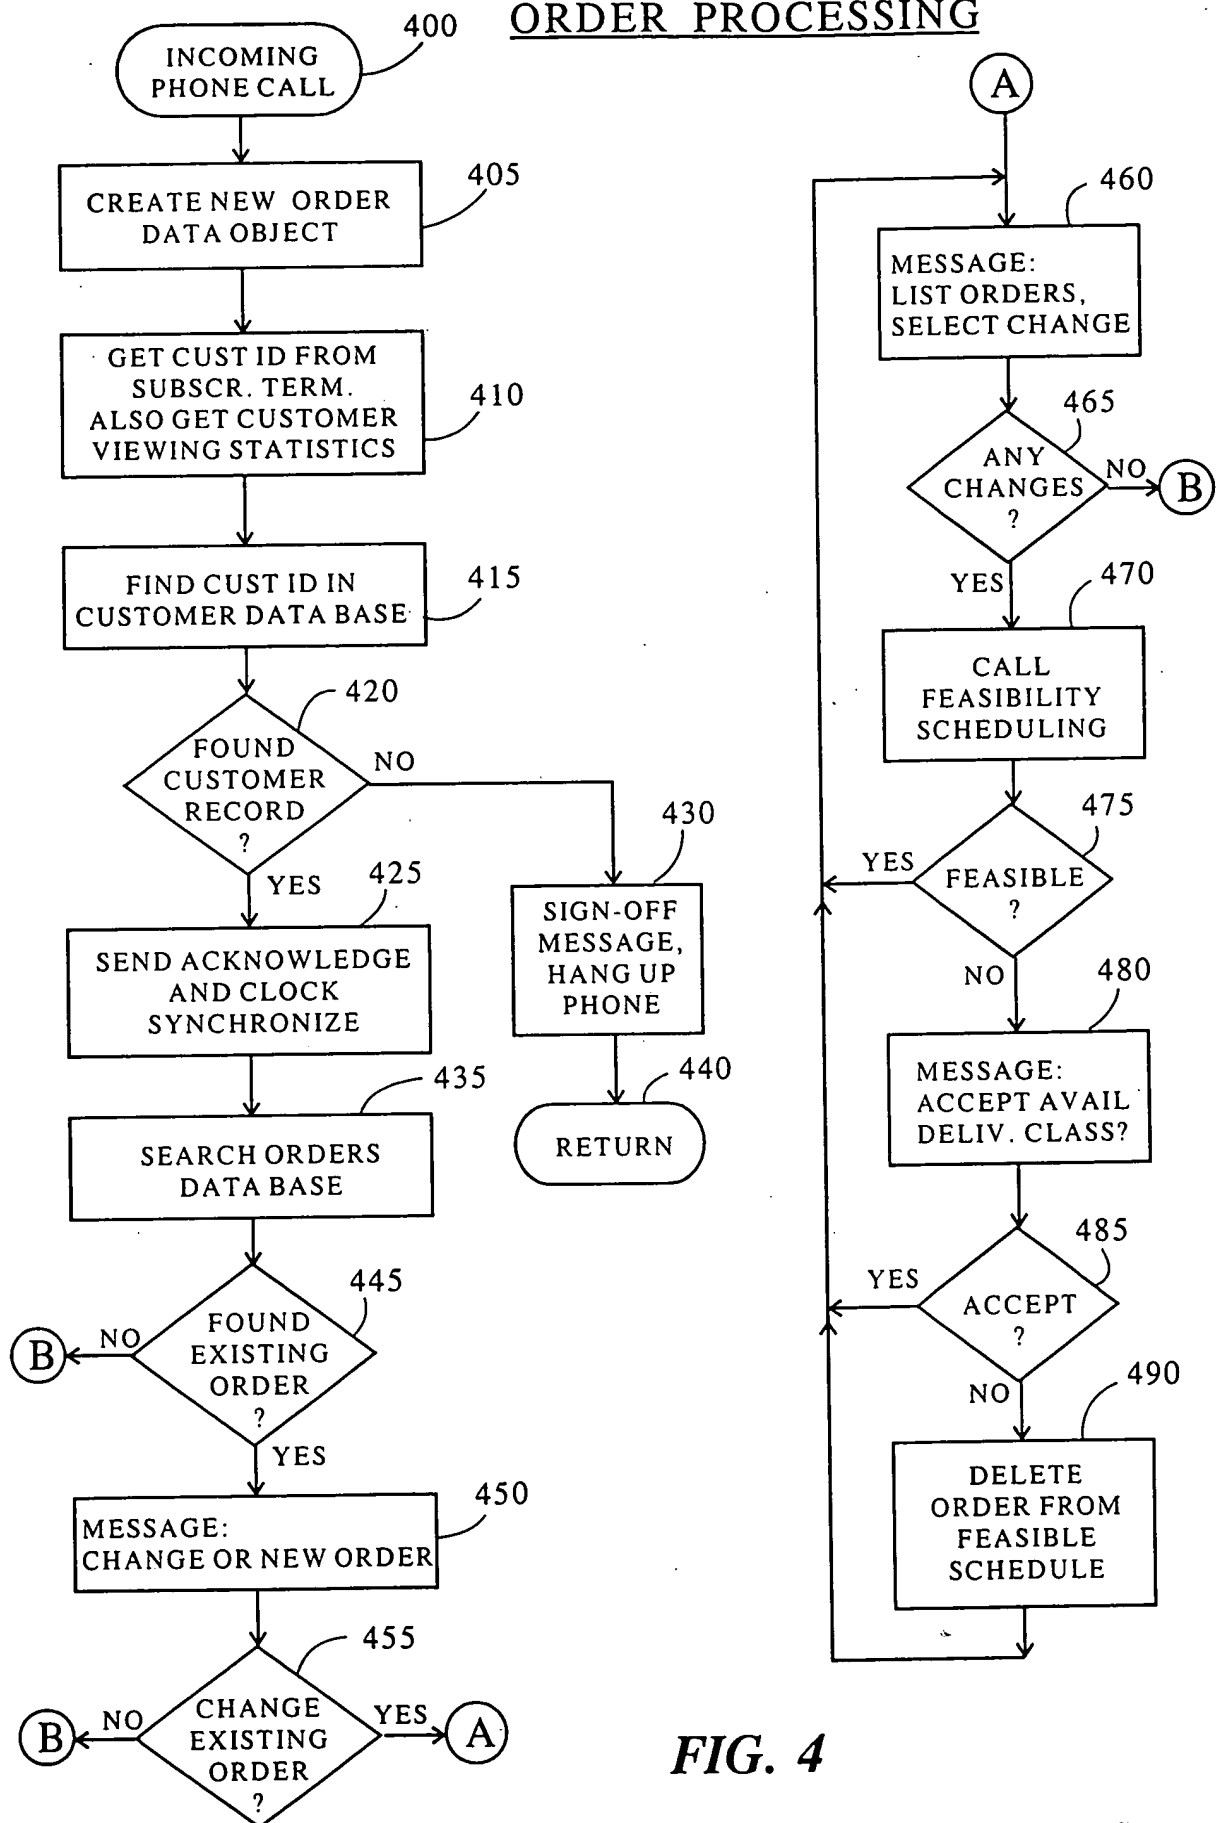 ORDER PROCESSING
400
INCOMING
PHONE CALL
405
CREATE NEW ORDER
DATA OBJECT
GET CUST ID FROM
SUBSCR. TERM.
ALSO GET CUSTOMER
VIEWING STATISTICS
410
FIND CUST ID IN
CUSTOMER DATA BASE
415
420
FOUND
CUSTOMER
RECORD
?
NO
YES
425
SEND ACKNOWLEDGE
AND CLOCK
SYNCHRONIZE
430
SIGN-OFF
MESSAGE,
HANG UP
PHONE
435
SEARCH ORDERS
DATA BASE
440
RETURN
445
FOUND
EXISTING
ORDER
?
NO
B
YES
450
MESSAGE:
CHANGE OR NEW ORDER
455
CHANGE
EXISTING
ORDER
?
NO
B
YES
A
A
460
MESSAGE:
LIST ORDERS,
SELECT CHANGE
465
ANY
CHANGES
?
NO
B
YES
470
CALL
FEASIBILITY
SCHEDULING
475
FEASIBLE
?
YES
NO
480
MESSAGE:
ACCEPT AVAIL
DELIV. CLASS?
485
ACCEPT
?
YES
NO
490
DELETE
ORDER FROM
FEASIBLE
SCHEDULE
FIG. 4